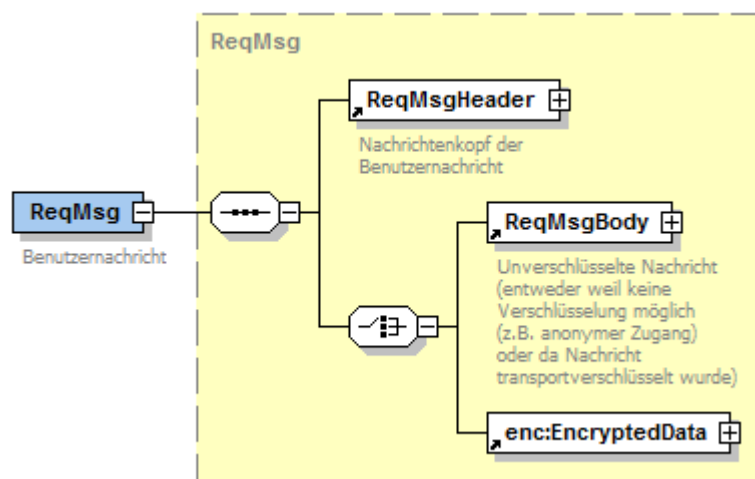 ReqMsg
ReqMsgHeader
Nachrichtenkopf der
Benutzernachricht
ReqMsg
Benutzernachricht
ReqMsgBody
Unverschlüsselte Nachricht
(entweder weil keine
Verschlüsselung möglich
(z.B. anonymer Zugang)
oder da Nachricht
transportverschlüsselt wurde)
enc:EncryptedData